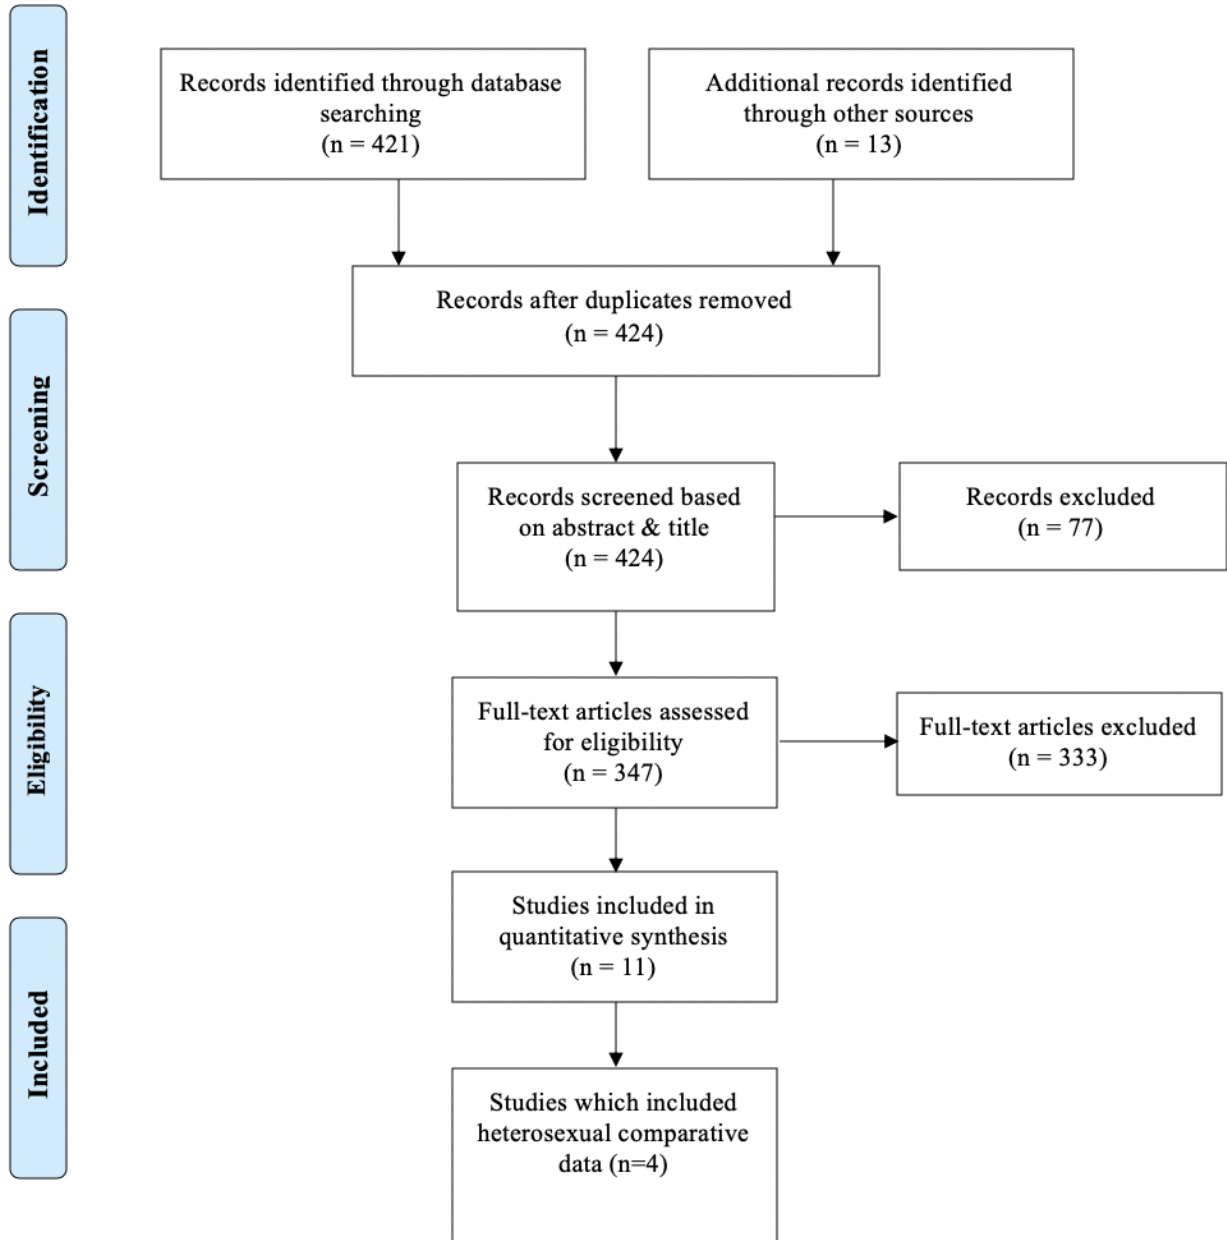 Identification
Records identified through database
searching
(n = 421)
Additional records identified
through other sources
(n = 13)
Records after duplicates removed
(n = 424)
Screening
Records screened based
on abstract & title
(n = 424)
Records excluded
(n = 77)
Eligibility
Full-text articles assessed
for eligibility
(n = 347)
Full-text articles excluded
(n = 333)
Studies included in
quantitative synthesis
(n = 11)
Included
Studies which included
heterosexual comparative
data (n=4)